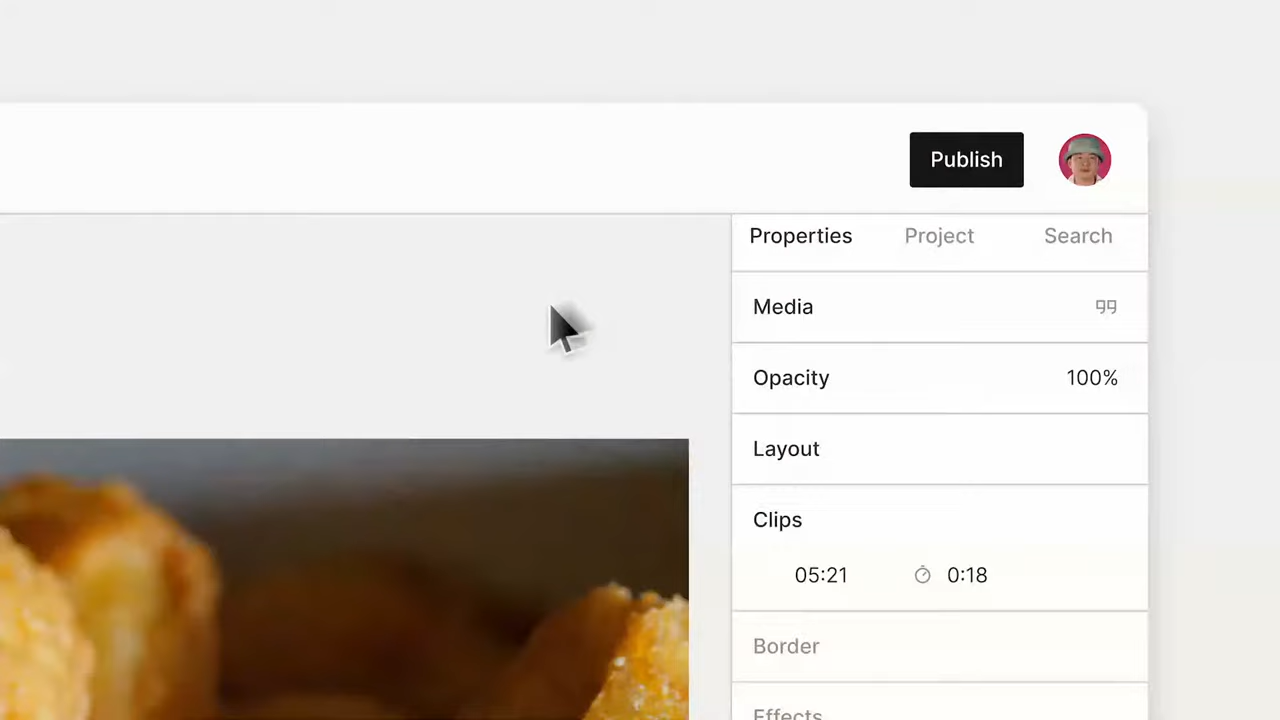 Publish
Properties Project Search
Media
Opacity 100%
Layout
Clips
05:21 0:18
Border
Effects